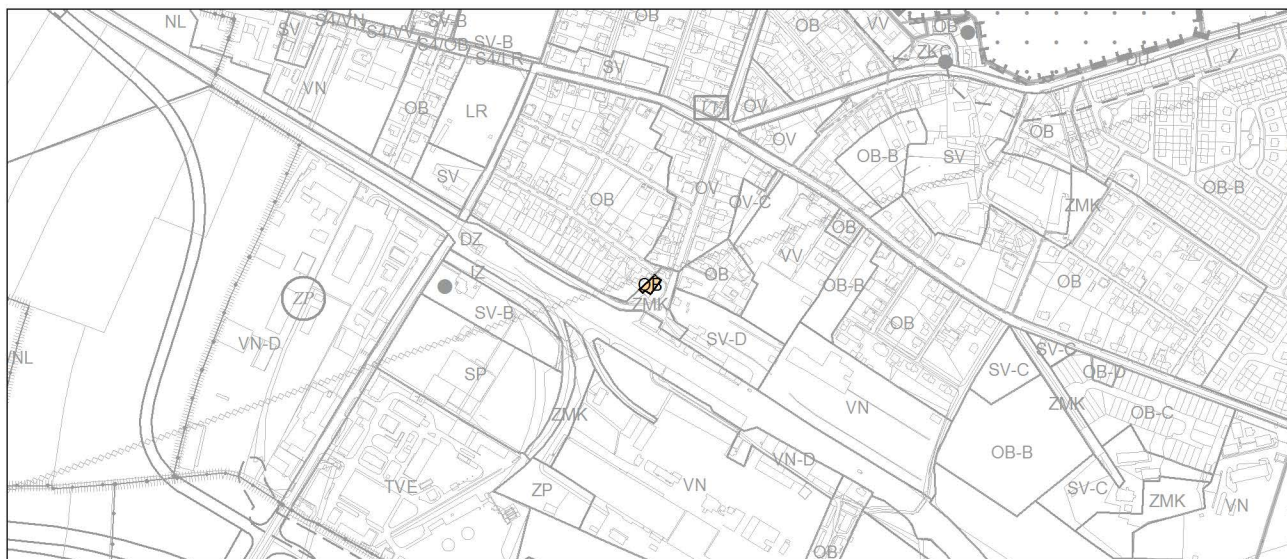 NL
SV
S4/VN
SV-B
OB
VN
S4/VV
S4/OB
SV-B
S4/LR
SV
OB
VV
OB
ZKC
DU
OB
LR
OV
OV
OB
SV
OB-B
SV
OB-B
OV
OB
OV-C
ZMK
DZ
OB
VV
OB
IZ
OB
OB
OB-B
ZMK
ZP
SV-B
VN-D
SV-D
OB
SV-C
VNL
SP
SV-C
OB-D
VN
ZMK
OB-C
ZMK
OB-B
VN-D
TVE
ZP
VN
SV-C
ZMK
VN
OB